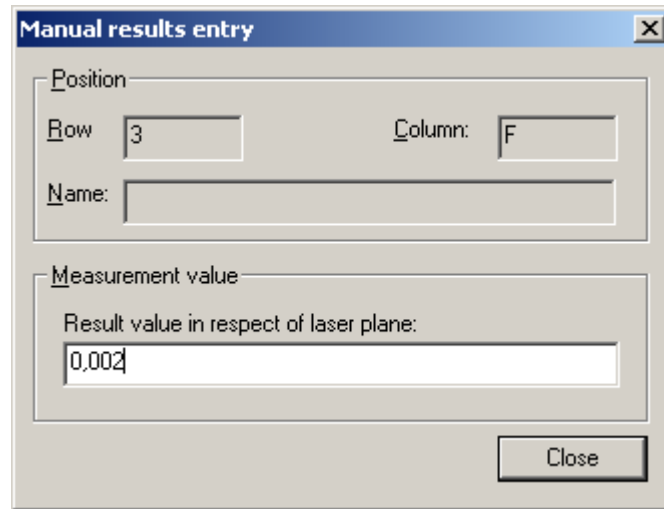 Manual results entry
Position
Row 3 Column: F
Name:
Measurement value
Result value in respect of laser plane:
0,002
Close